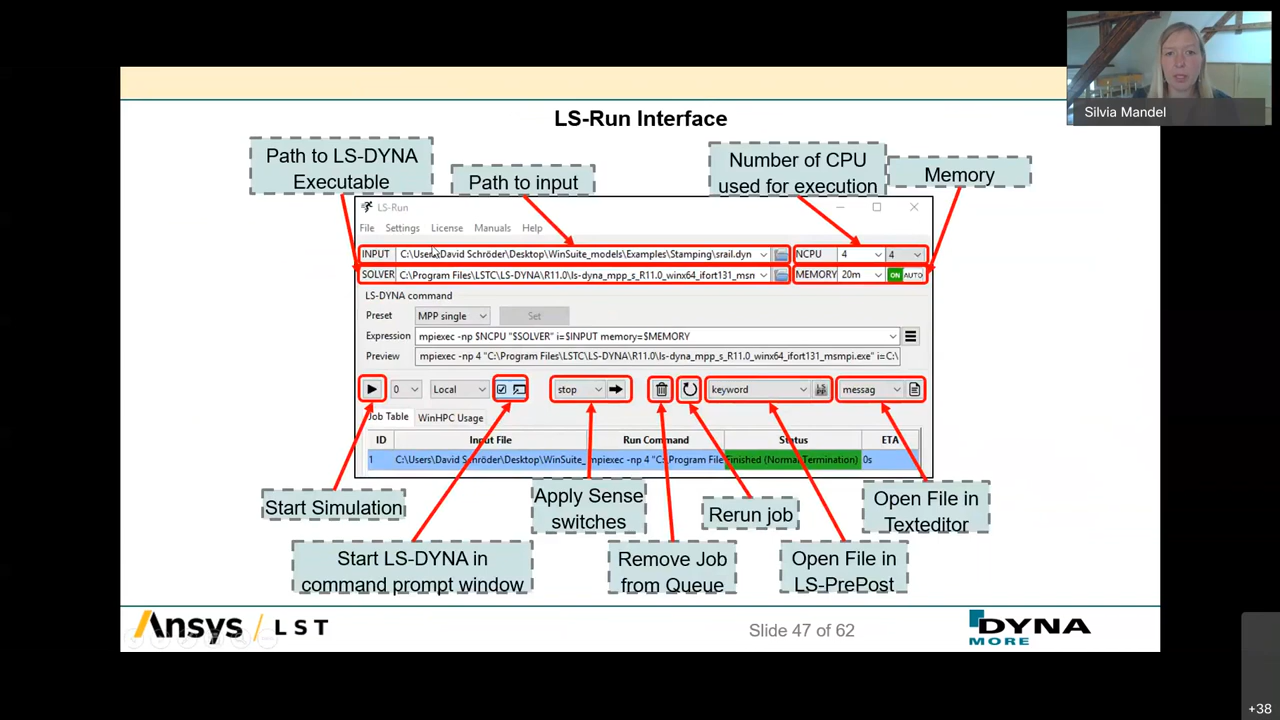 Silvia Mandel
LS-Run Interface
Path to LS-DYNA
Executable
Path to input
Number of CPU
used for execution
Memory
LS-Run
File Settings License Manuals Help
INPUT C:\Users\David Schröder\Desktop\WinSuite_models\Examples\Stamping\srail.dyn NCPU 4 4
SOLVER C:\Program Files\LSTC\LS-DYNA\R11.0\ls-dyna_mpp_s_R11.0_winx64_ifort131_msn MEMORY 20m ON AUTO
LS-DYNA command
Preset MPP single Set
Expression mpiexec -np $NCPU "$SOLVER" i=$INPUT memory=$MEMORY
Preview mpiexec -np 4 "C:\Program Files\LSTC\LS-DYNA\R11.0\ls-dyna_mpp_s_R11.0_winx64_ifort131_msmpi.exe" i=C:\
0 Local stop keyword messag
Job Table WinHPC Usage
ID Input File Run Command Status ETA
1 C:\Users\David Schröder\Desktop\WinSuite_ mpiexec -np 4 "C:\Program File Finished (Normal Termination) 0s
Start Simulation
Start LS-DYNA in
command prompt window
Apply Sense
switches
Remove Job
from Queue
Rerun job
Open File in
LS-PrePost
Open File in
Texteditor
Ansys / LST
Slide 47 of 62
DYNA
MORE
+38